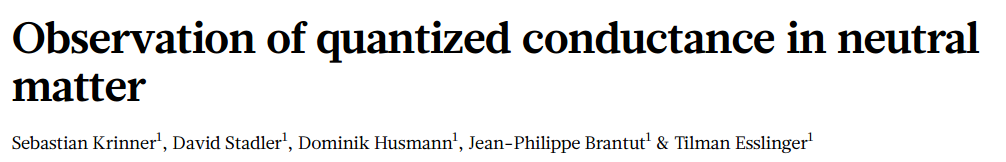 Observation of quantized conductance in neutral
matter
Sebastian Krinner¹, David Stadler¹, Dominik Husmann¹, Jean-Philippe Brantut¹ & Tilman Esslinger¹